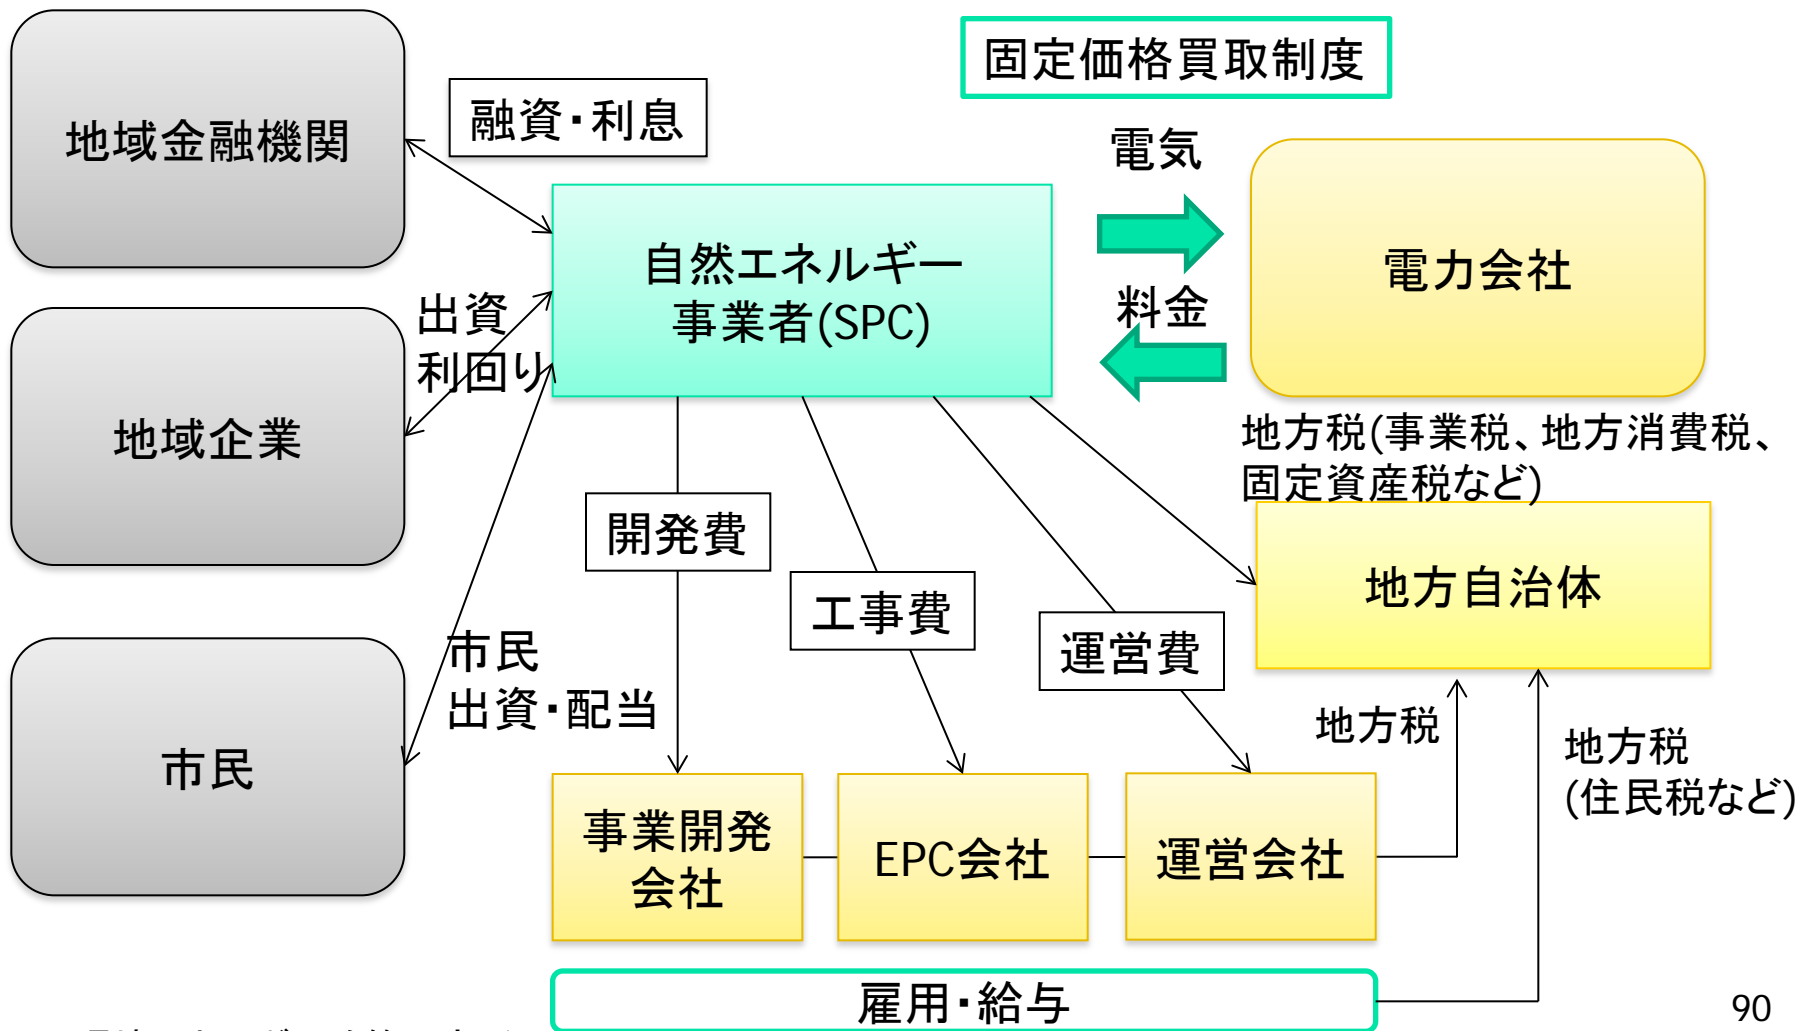 固定価格買取制度
地域金融機関
融資・利息
電気
自然エネルギー
事業者(SPC)
電力会社
料金
出資
利回り
地域企業
地方税(事業税、地方消費税、
固定資産税など)
開発費
工事費
運営費
地方自治体
市民
出資・配当
市民
地方税
地方税
(住民税など)
事業開発
会社
EPC会社
運営会社
雇用・給与
90